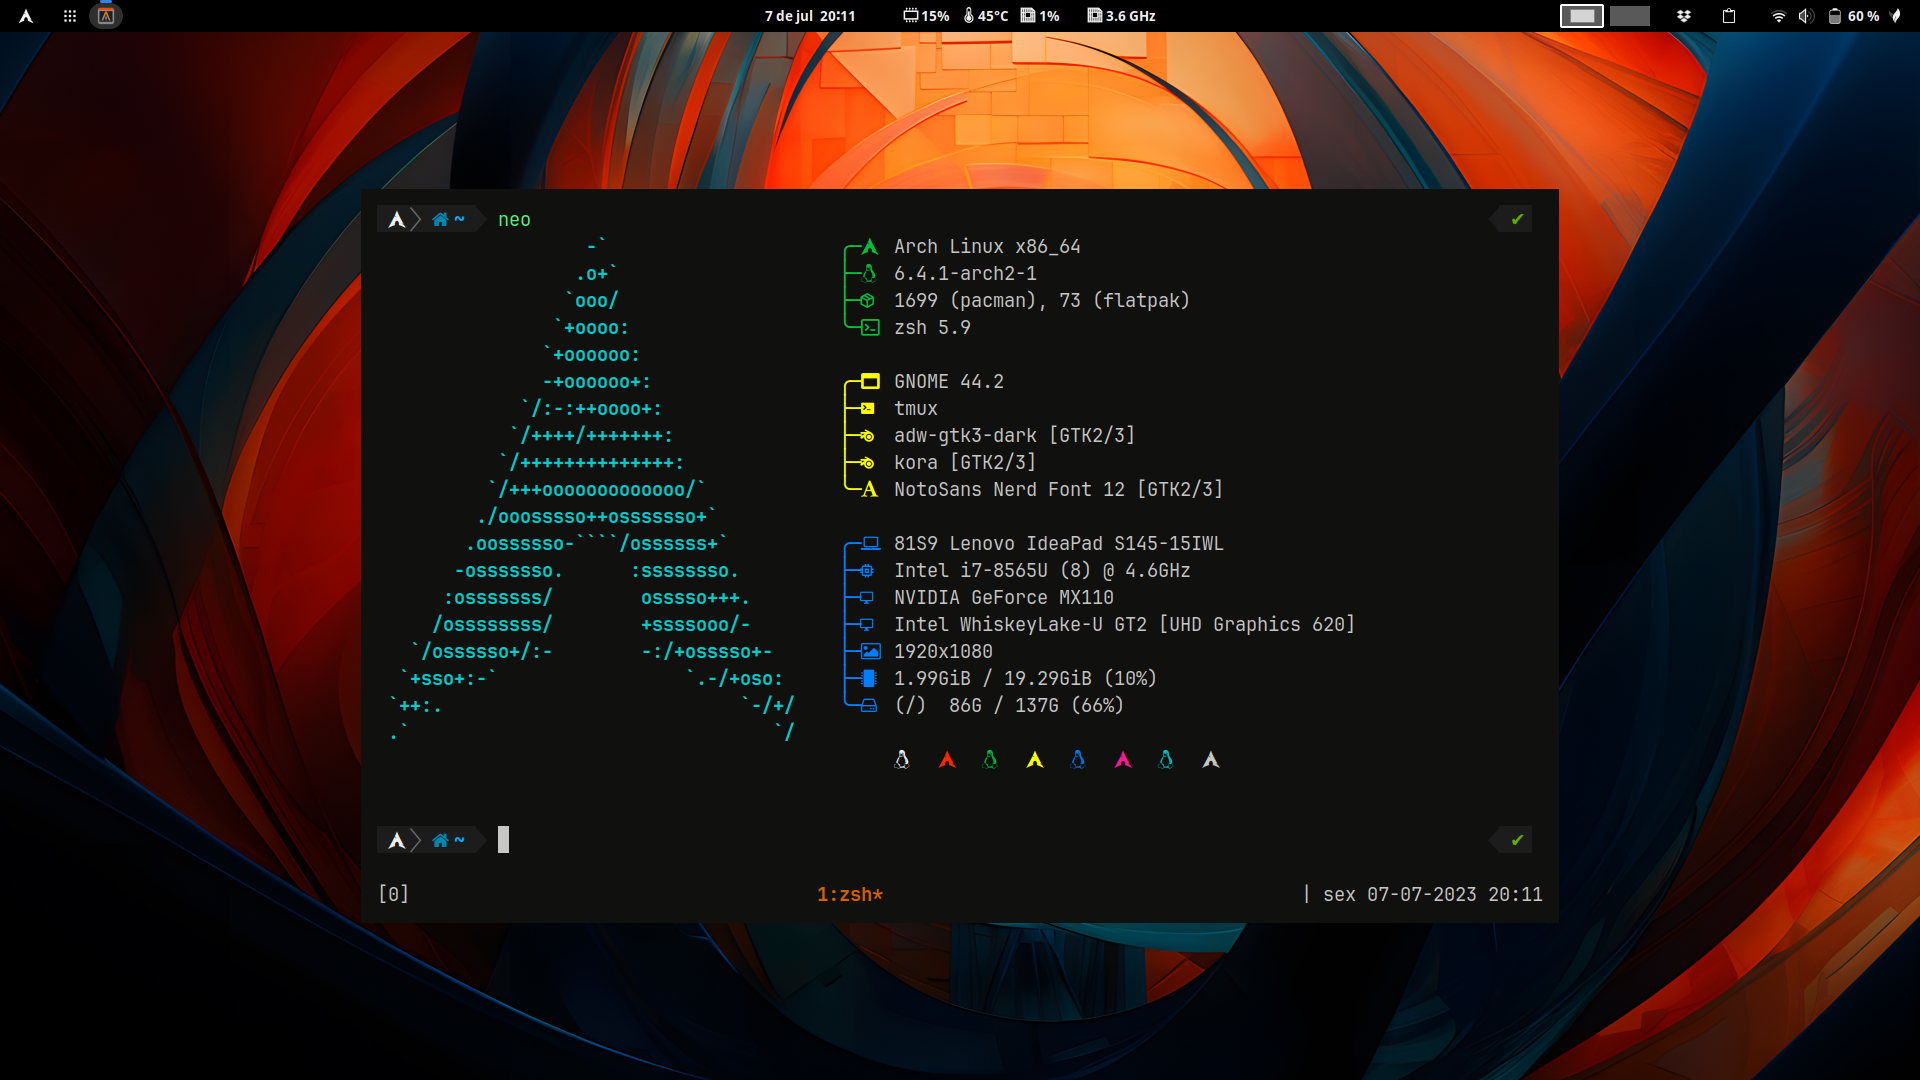 7 de jul 20:11 15% 45°C 1% 3.6 GHz 60 %
~ neo ✔
-`
.o+`
`ooo/
`+oooo:
`+oooooo:
-+oooooo+:
`/:-:++oooo+:
`/++++/+++++++:
`/++++++++++++++:
`/+++ooooooooooooo/`
./ooosssso++osssssso+`
.oossssso-````/ossssss+`
-osssssso. :ssssssso.
:osssssss/ osssso+++.
/ossssssss/ +ssssooo/-
`/ossssso+/:- -:/+osssso+-
`+sso+:-` `.-/+oso:
`++:. `-/+/
.` `/
Arch Linux x86_64
6.4.1-arch2-1
1699 (pacman), 73 (flatpak)
zsh 5.9
GNOME 44.2
tmux
adw-gtk3-dark [GTK2/3]
kora [GTK2/3]
NotoSans Nerd Font 12 [GTK2/3]
81S9 Lenovo IdeaPad S145-15IWL
Intel i7-8565U (8) @ 4.6GHz
NVIDIA GeForce MX110
Intel WhiskeyLake-U GT2 [UHD Graphics 620]
1920x1080
1.99GiB / 19.29GiB (10%)
(/) 86G / 137G (66%)
~ ✔
[0] 1:zsh* | sex 07-07-2023 20:11